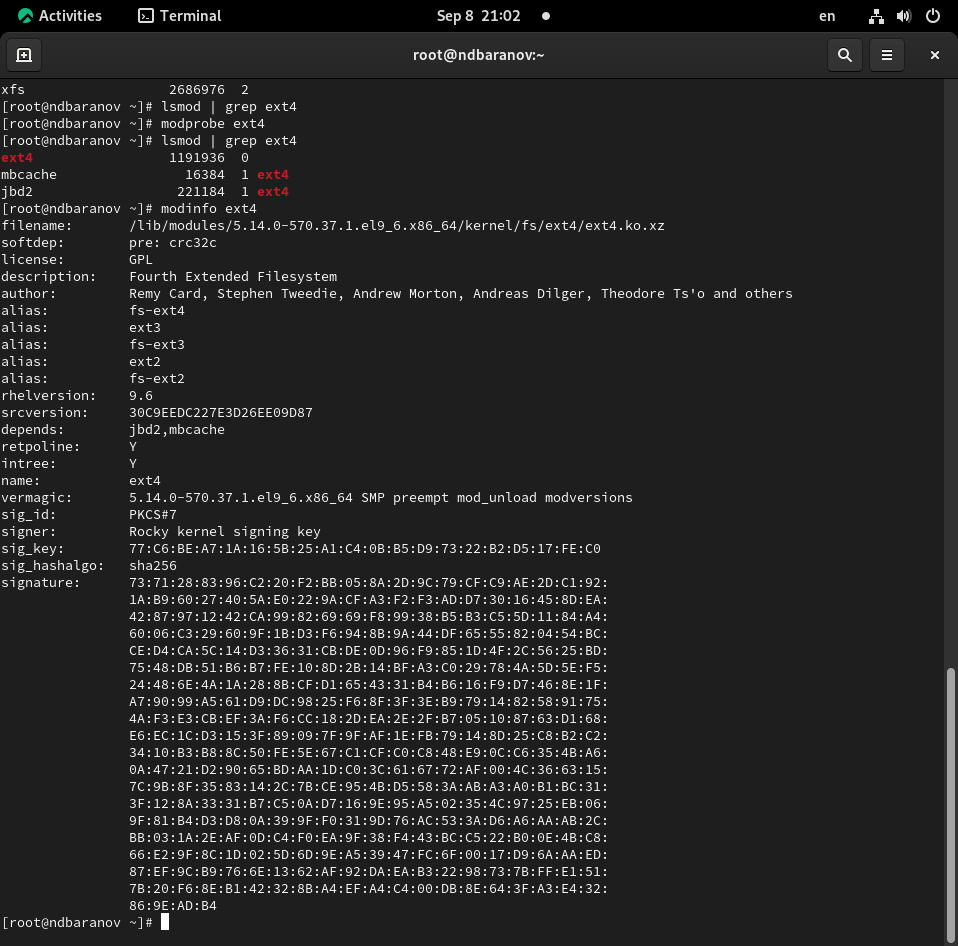 Activities Terminal Sep 8 21:02 en
root@ndbaranov:~
xfs 2686976 2
[root@ndbaranov ~]# lsmod | grep ext4
[root@ndbaranov ~]# modprobe ext4
[root@ndbaranov ~]# lsmod | grep ext4
ext4 1191936 0
mbcache 16384 1 ext4
jbd2 221184 1 ext4
[root@ndbaranov ~]# modinfo ext4
filename: /lib/modules/5.14.0-570.37.1.el9_6.x86_64/kernel/fs/ext4/ext4.ko.xz
softdep: pre: crc32c
license: GPL
description: Fourth Extended Filesystem
author: Remy Card, Stephen Tweedie, Andrew Morton, Andreas Dilger, Theodore Ts'o and others
alias: fs-ext4
alias: ext3
alias: fs-ext3
alias: ext2
alias: fs-ext2
rhelversion: 9.6
srcversion: 30C9EEDC227E3D26EE09D87
depends: jbd2,mbcache
retpoline: Y
intree: Y
name: ext4
vermagic: 5.14.0-570.37.1.el9_6.x86_64 SMP preempt mod_unload modversions
sig_id: PKCS#7
signer: Rocky kernel signing key
sig_key: 77:C6:BE:A7:1A:16:5B:25:A1:C4:0B:B5:D9:73:22:B2:D5:17:FE:C0
sig_hashalgo: sha256
signature: 73:71:28:83:96:C2:20:F2:BB:05:8A:2D:9C:79:CF:C9:AE:2D:C1:92:
1A:B9:60:27:40:5A:E0:22:9A:CF:A3:F2:F3:AD:D7:30:16:45:8D:EA:
42:87:97:12:42:CA:99:82:69:69:F8:99:38:B5:B3:C5:5D:11:84:A4:
60:06:C3:29:60:9F:1B:D3:F6:94:8B:9A:44:DF:65:55:82:04:54:BC:
CE:D4:CA:5C:14:D3:36:31:CB:DE:0D:96:F9:85:1D:4F:2C:56:25:BD:
75:48:DB:51:B6:B7:FE:10:8D:2B:14:BF:A3:C0:29:78:4A:5D:5E:F5:
24:48:6E:4A:1A:28:8B:CF:D1:65:43:31:B4:B6:16:F9:D7:46:8E:1F:
A7:90:99:A5:61:D9:DC:98:25:F6:8F:3F:3E:B9:79:14:82:58:91:75:
4A:F3:E3:CB:EF:3A:F6:CC:18:2D:EA:2E:2F:B7:05:10:87:63:D1:68:
E6:EC:1C:D3:15:3F:89:09:7F:9F:AF:1E:FB:79:14:8D:25:C8:B2:C2:
34:10:B3:B8:8C:50:FE:5E:67:C1:CF:C0:C8:48:E9:0C:C6:35:4B:A6:
0A:47:21:D2:90:65:BD:AA:1D:C0:3C:61:67:72:AF:00:4C:36:63:15:
7C:9B:8F:35:83:14:2C:7B:CE:95:4B:D5:58:3A:AB:A3:A0:B1:BC:31:
3F:12:8A:33:31:B7:C5:0A:D7:16:9E:95:A5:02:35:4C:97:25:EB:06:
9F:81:B4:D3:D8:0A:39:9F:F0:31:9D:76:AC:53:3A:D6:A6:AA:AB:2C:
BB:03:1A:2E:AF:0D:C4:F0:EA:9F:38:F4:43:BC:C5:22:B0:0E:4B:C8:
66:E2:9F:8C:1D:02:5D:6D:9E:A5:39:47:FC:6F:00:17:D9:6A:AA:ED:
87:EF:9C:B9:76:6E:13:62:AF:92:DA:EA:B3:22:98:73:7B:FF:E1:51:
7B:20:F6:8E:B1:42:32:8B:A4:EF:A4:C4:00:DB:8E:64:3F:A3:E4:32:
86:9E:AD:B4
[root@ndbaranov ~]#